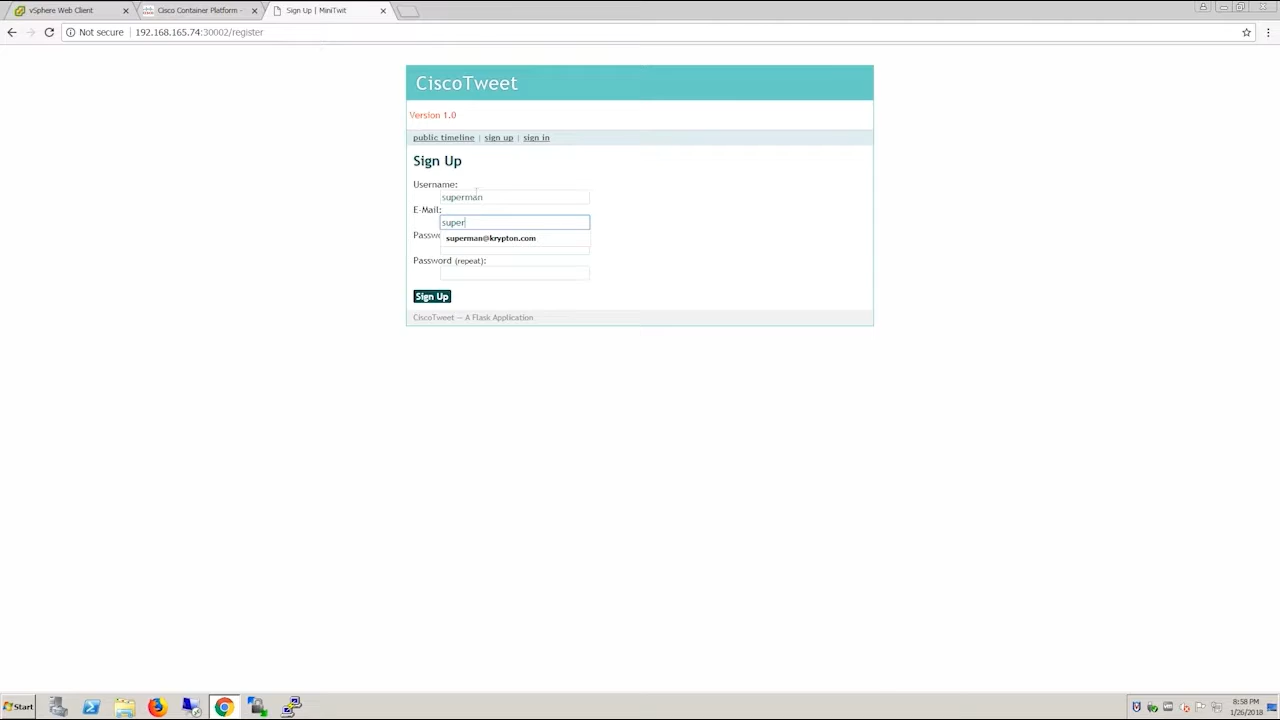 vSphere Web Client
Cisco Container Platform -
Sign Up | MiniTwit
Not secure
192.168.165.74:30002/register
CiscoTweet
Version 1.0
public timeline | sign up | sign in
Sign Up
Username:
superman
E-Mail:
super
superman@krypton.com
Passwo
Password (repeat):
Sign Up
CiscoTweet — A Flask Application
Start
8:58 PM
1/26/2018